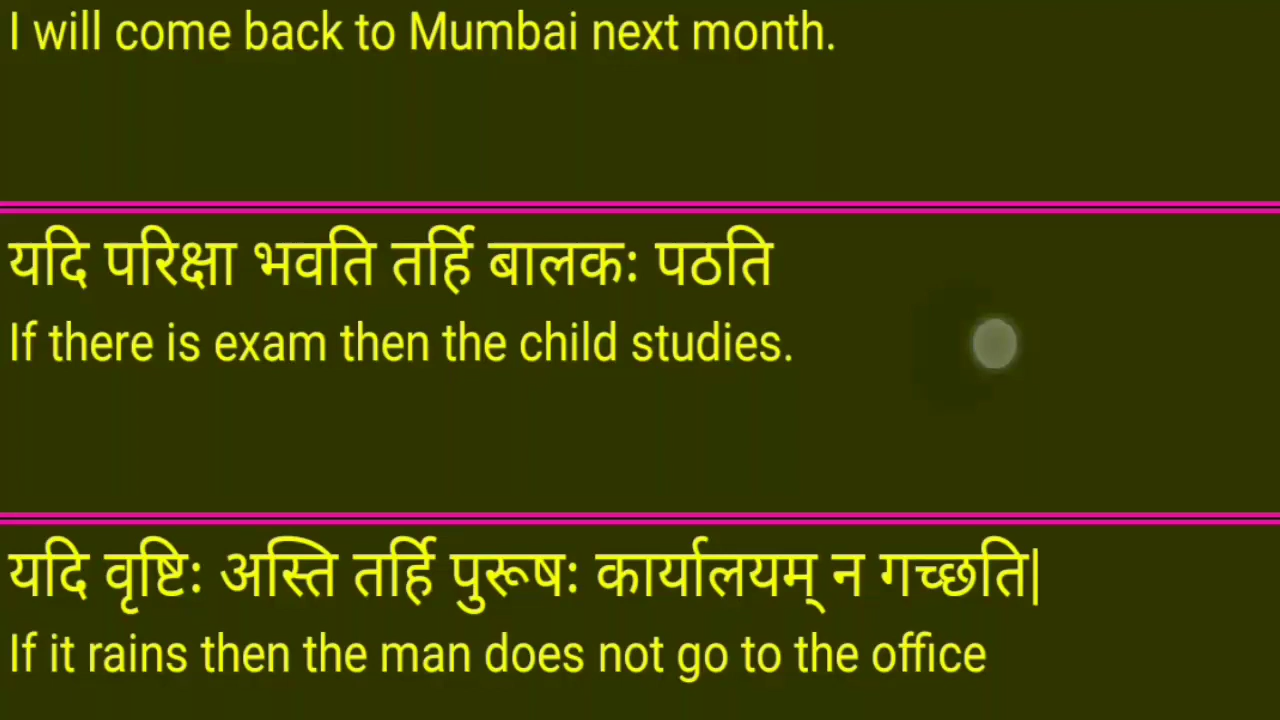 I will come back to Mumbai next month.
यदि परिक्षा भवति तर्हि बालकः पठति
If there is exam then the child studies.
यदि वृष्टिः अस्ति तर्हि पुरूषः कार्यालयम् न गच्छति|
If it rains then the man does not go to the office